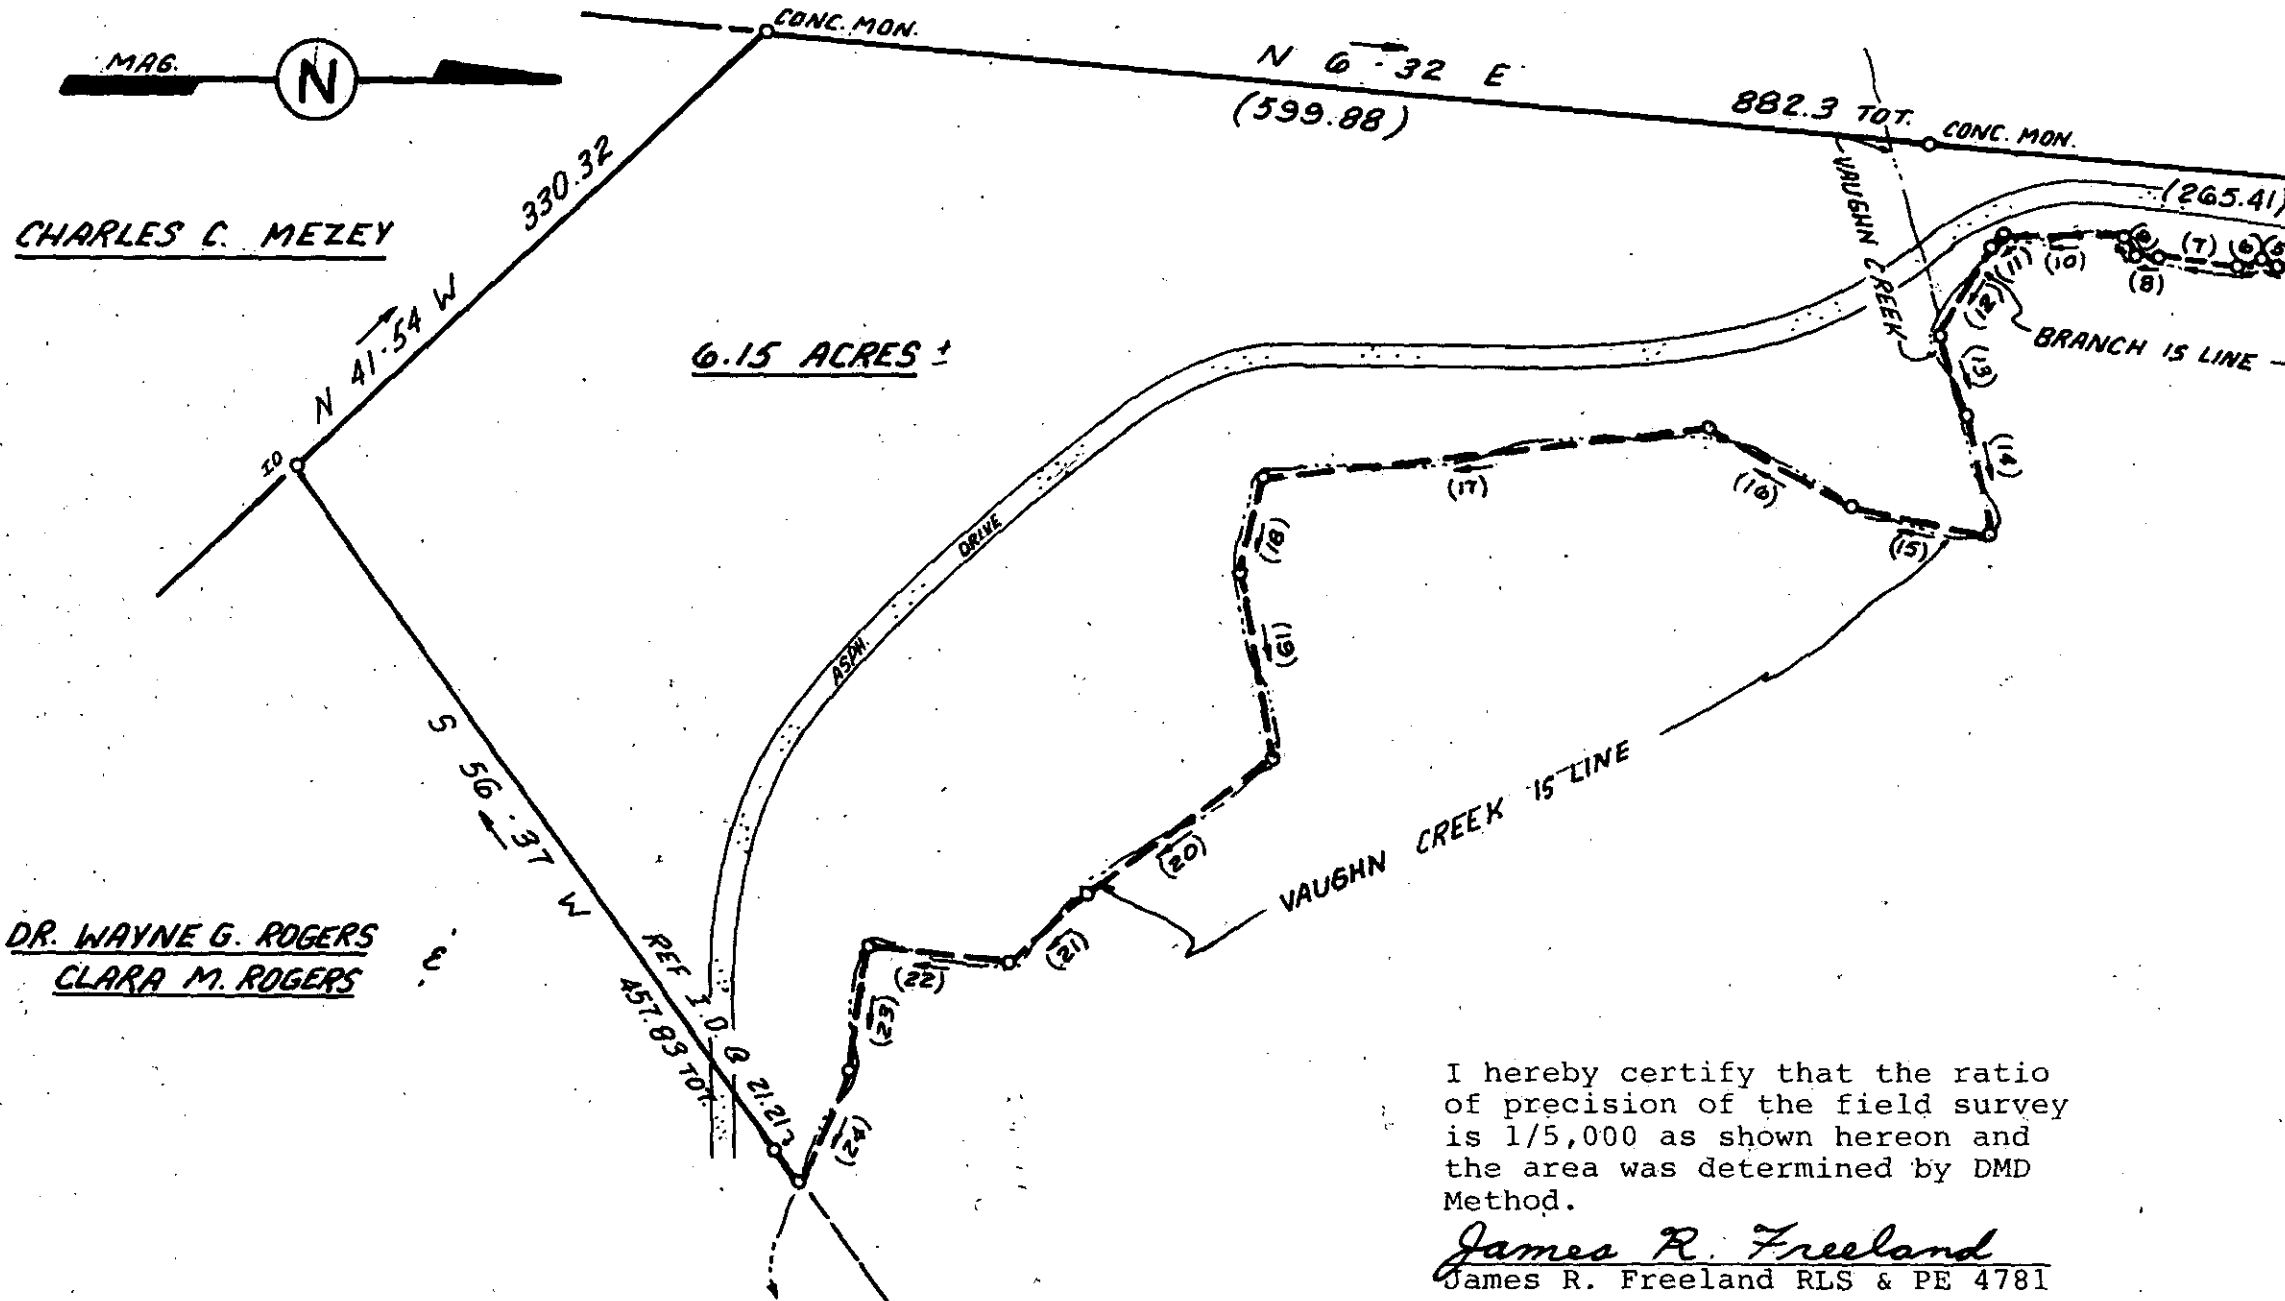 CONC. MON.
MAG.
N
N 6-32 E
(599.88)
882.3 TOT.
CONC. MON.
330.32
VAUGHN CREEK
(265.41)
CHARLES C. MEZEY
(11)
(10)
(7)
(6)
(8)
(12)
N 41-54 W
6.15 ACRES ±
BRANCH IS LINE
(13)
IO
(14)
(17)
(16)
(15)
(18)
DRIVE
(19)
ASPH.
S 56-37 W
VAUGHN CREEK IS LINE
(20)
DR. WAYNE G. ROGERS
&
CLARA M. ROGERS
(21)
(22)
(23)
REF I.O. @ 21.21
457.83 TOT.
(24)
I hereby certify that the ratio
of precision of the field survey
is 1/5,000 as shown hereon and
the area was determined by DMD
Method.
James R. Freeland
James R. Freeland RLS & PE 4781